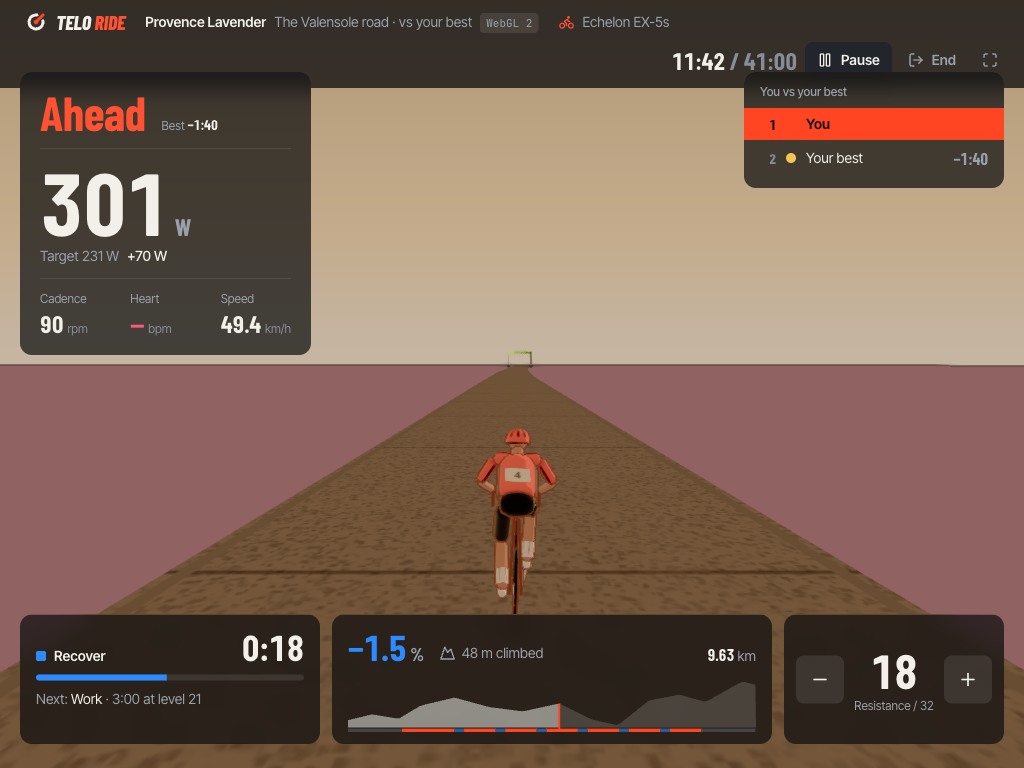 TELO RIDE Provence Lavender The Valensole road · vs your best WebGL 2 Echelon EX-5s
11:42 / 41:00 Pause End
Ahead Best −1:40
301 W
Target 231 W +70 W
Cadence Heart Speed
90 rpm — bpm 49.4 km/h
You vs your best
1 You
2 Your best −1:40
4
Recover 0:18
Next: Work · 3:00 at level 21
−1.5 % 48 m climbed 9.63 km
− 18 +
Resistance / 32